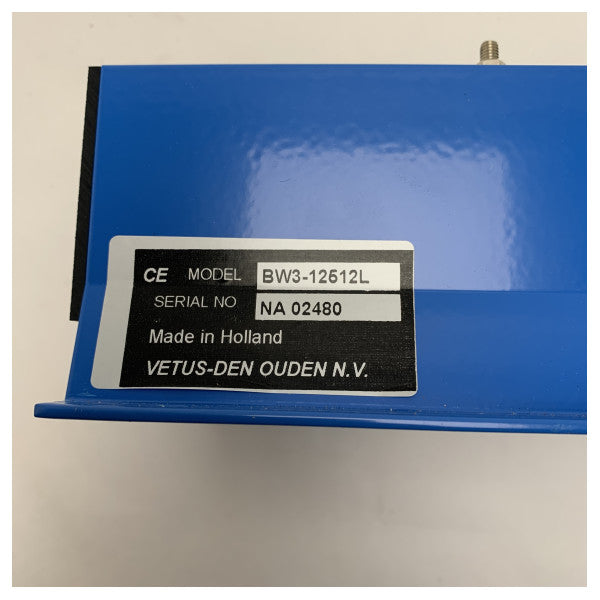 CE MODEL BW3-12512L
SERIAL NO NA 02480
Made in Holland
VETUS-DEN OUDEN N.V.